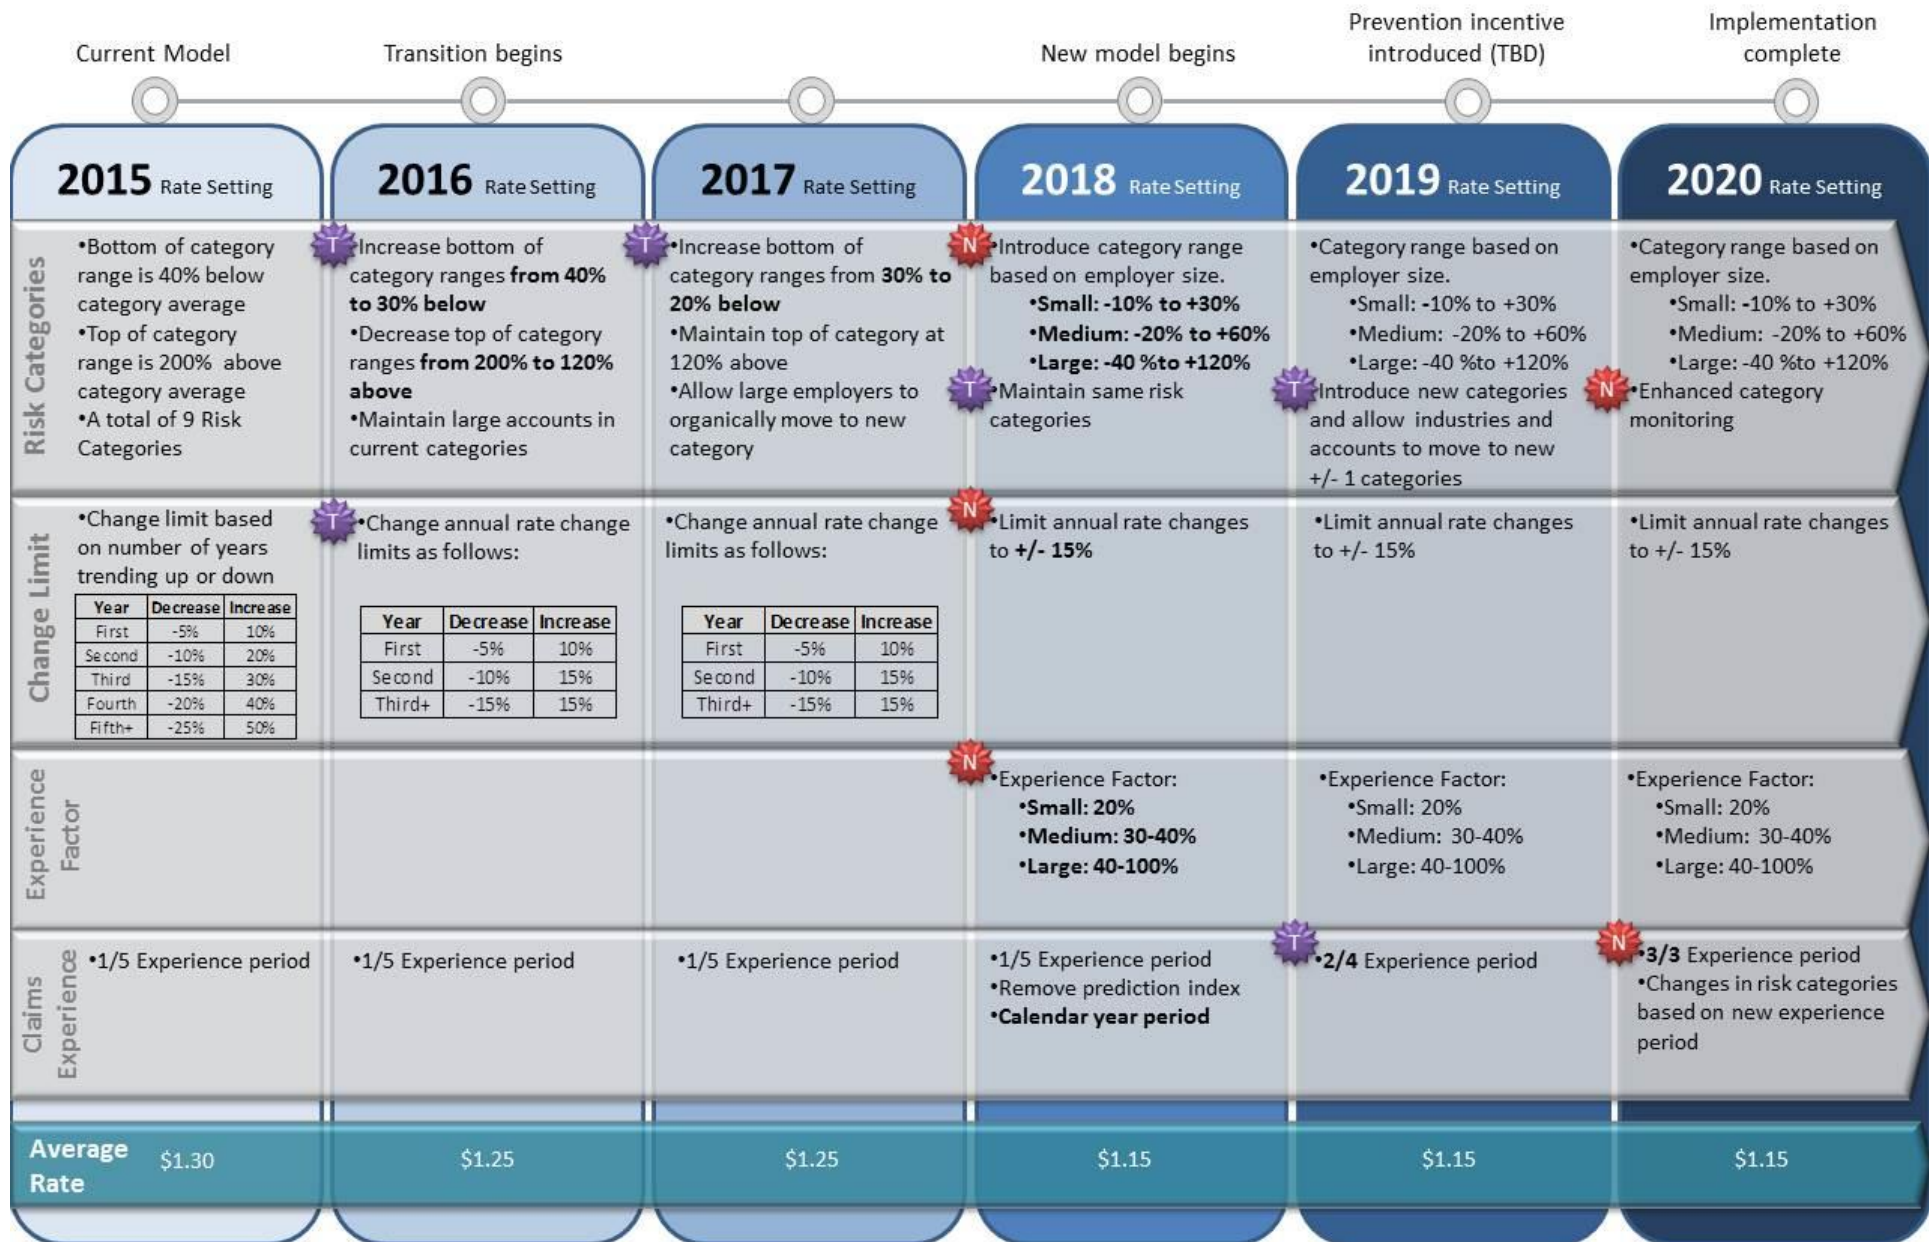 Current Model
Transition begins
New model begins
Prevention incentive
introduced (TBD)
Implementation
complete
2015 Rate Setting
2016 Rate Setting
2017 Rate Setting
2018 Rate Setting
2019 Rate Setting
2020 Rate Setting
Risk Categories
•Bottom of category
range is 40% below
category average
•Top of category
range is 200% above
category average
•A total of 9 Risk
Categories
T
•Increase bottom of
category ranges from 40%
to 30% below
•Decrease top of category
ranges from 200% to 120%
above
•Maintain large accounts in
current categories
T
•Increase bottom of
category ranges from 30% to
20% below
•Maintain top of category at
120% above
•Allow large employers to
organically move to new
category
N
•Introduce category range
based on employer size.
•Small: -10% to +30%
•Medium: -20% to +60%
•Large: -40 %to +120%
T
•Maintain same risk
categories
•Category range based on
employer size.
•Small: -10% to +30%
•Medium: -20% to +60%
•Large: -40 %to +120%
T
•Introduce new categories
and allow industries and
accounts to move to new
+/- 1 categories
•Category range based on
employer size.
•Small: -10% to +30%
•Medium: -20% to +60%
•Large: -40 %to +120%
N
•Enhanced category
monitoring
Change Limit
•Change limit based
on number of years
trending up or down
Year Decrease Increase
First -5% 10%
Second -10% 20%
Third -15% 30%
Fourth -20% 40%
Fifth+ -25% 50%
T
•Change annual rate change
limits as follows:
Year Decrease Increase
First -5% 10%
Second -10% 15%
Third+ -15% 15%
•Change annual rate change
limits as follows:
Year Decrease Increase
First -5% 10%
Second -10% 15%
Third+ -15% 15%
N
•Limit annual rate changes
to +/- 15%
•Limit annual rate changes
to +/- 15%
•Limit annual rate changes
to +/- 15%
Experience
Factor
N
•Experience Factor:
•Small: 20%
•Medium: 30-40%
•Large: 40-100%
•Experience Factor:
•Small: 20%
•Medium: 30-40%
•Large: 40-100%
•Experience Factor:
•Small: 20%
•Medium: 30-40%
•Large: 40-100%
Claims
Experience
•1/5 Experience period
•1/5 Experience period
•1/5 Experience period
•1/5 Experience period
•Remove prediction index
•Calendar year period
T
•2/4 Experience period
N
•3/3 Experience period
•Changes in risk categories
based on new experience
period
Average
Rate
$1.30
$1.25
$1.25
$1.15
$1.15
$1.15